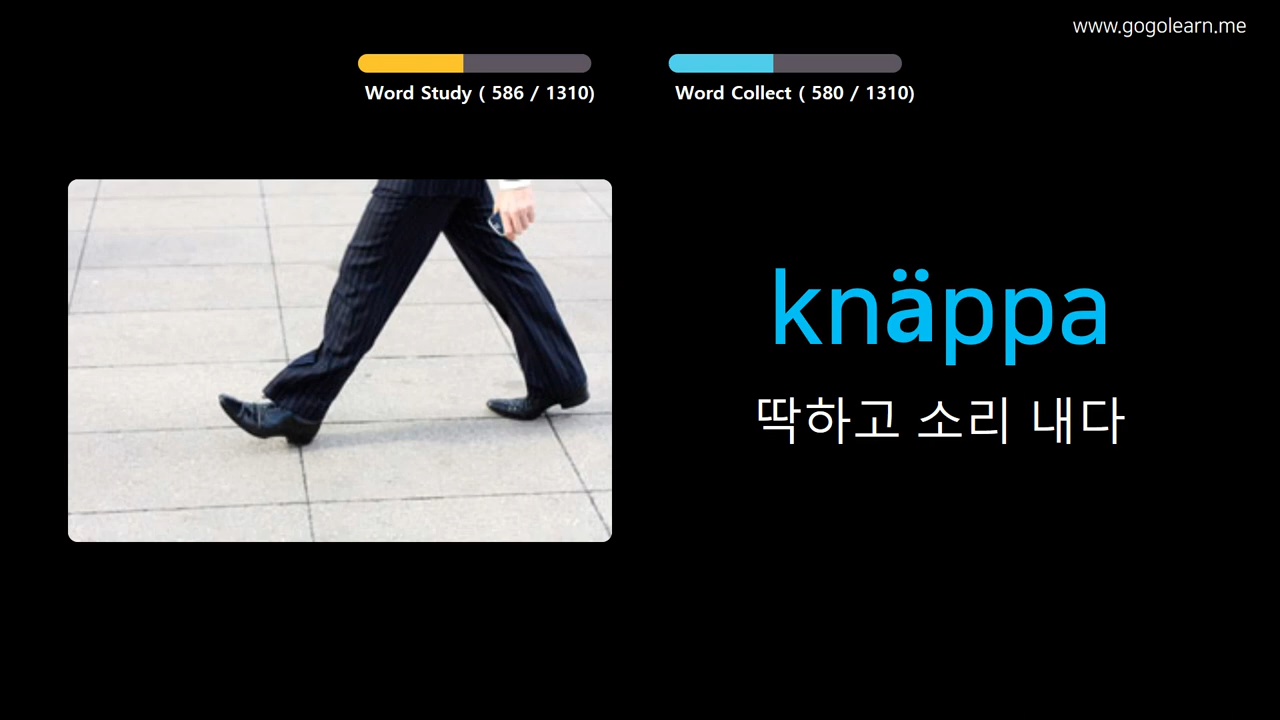 www.gogolearn.me
Word Study ( 586 / 1310)
Word Collect ( 580 / 1310)
knäppa
딱하고 소리 내다